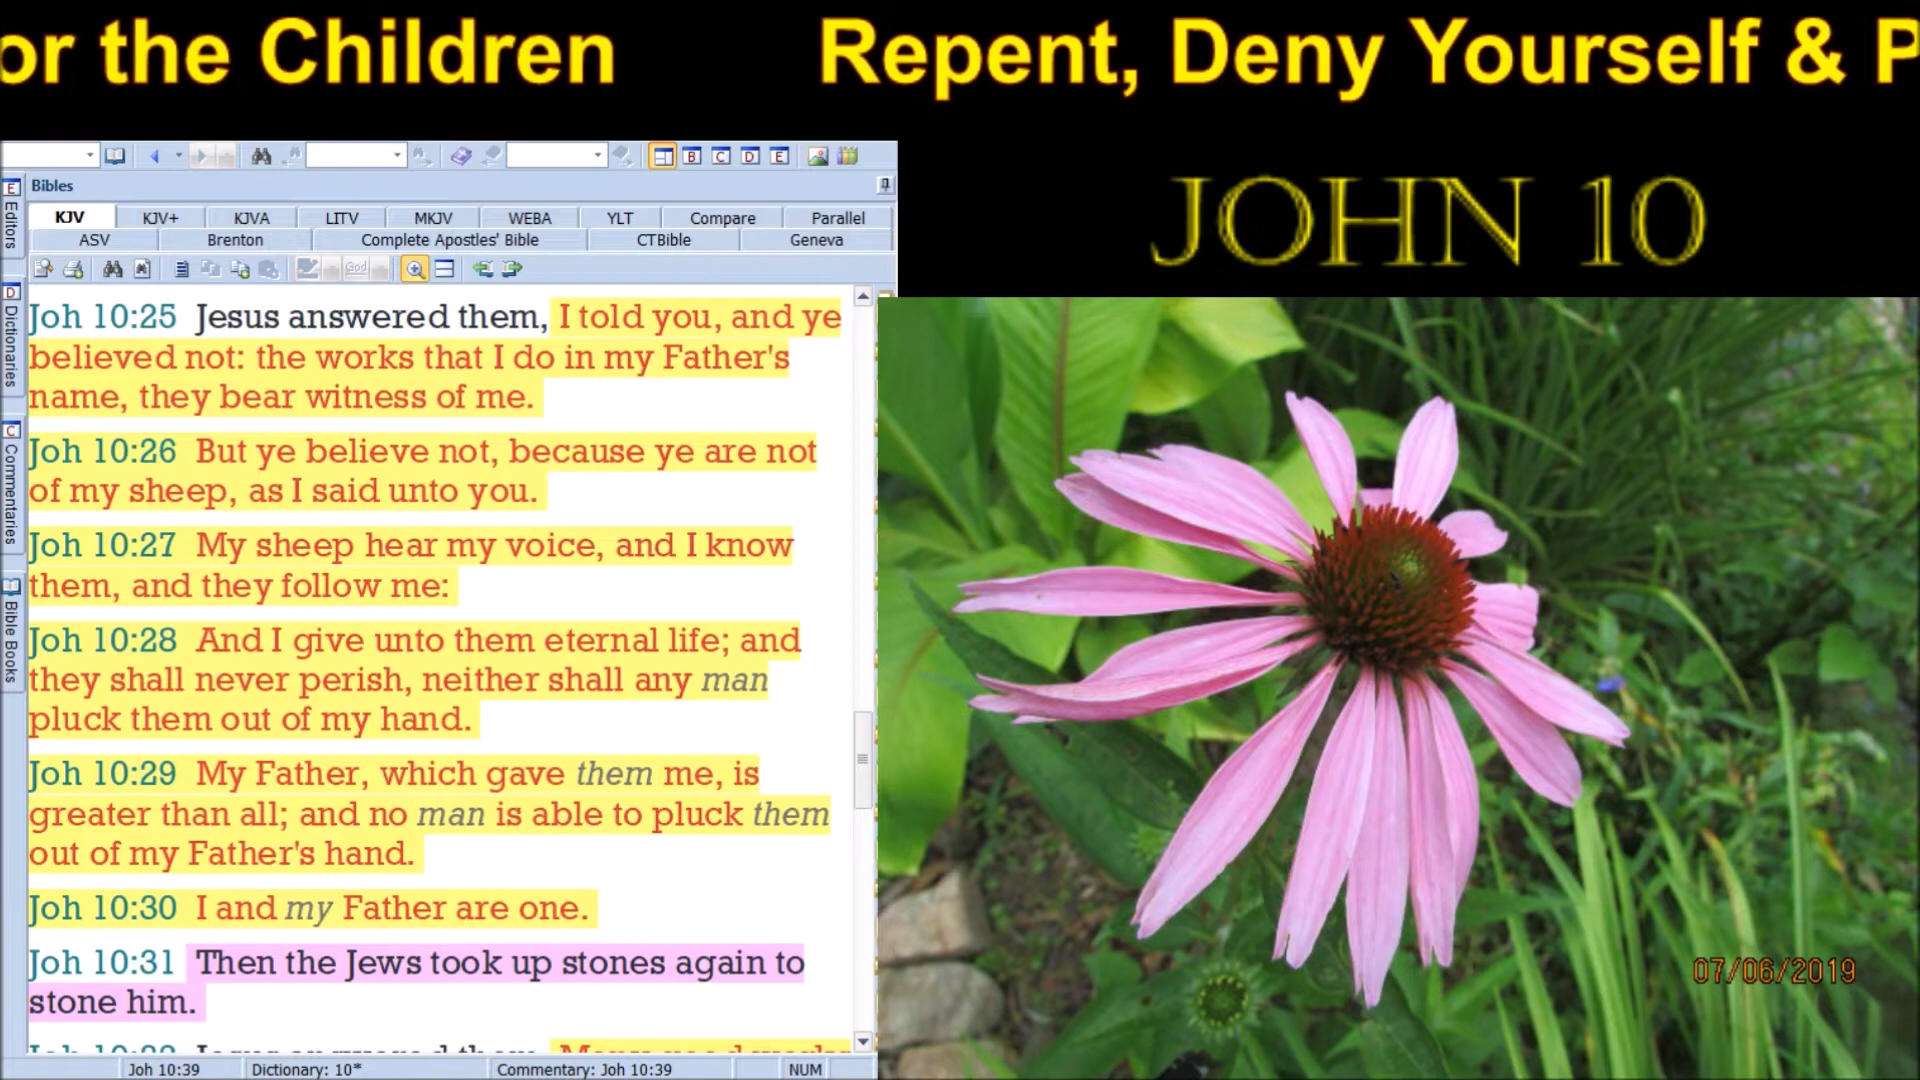 or the Children Repent, Deny Yourself & P
JOHN 10
B C D E
Bibles
KJV KJV+ KJVA LITV MKJV WEBA YLT Compare Parallel
ASV Brenton Complete Apostles' Bible CTBible Geneva
God
E Editors
D Dictionaries
C Commentaries
Bible Books
Joh 10:25 Jesus answered them, I told you, and ye
believed not: the works that I do in my Father's
name, they bear witness of me.
Joh 10:26 But ye believe not, because ye are not
of my sheep, as I said unto you.
Joh 10:27 My sheep hear my voice, and I know
them, and they follow me:
Joh 10:28 And I give unto them eternal life; and
they shall never perish, neither shall any man
pluck them out of my hand.
Joh 10:29 My Father, which gave them me, is
greater than all; and no man is able to pluck them
out of my Father's hand.
Joh 10:30 I and my Father are one.
Joh 10:31 Then the Jews took up stones again to
stone him.
Joh 10:39 Dictionary: 10* Commentary: Joh 10:39 NUM
07/06/2019